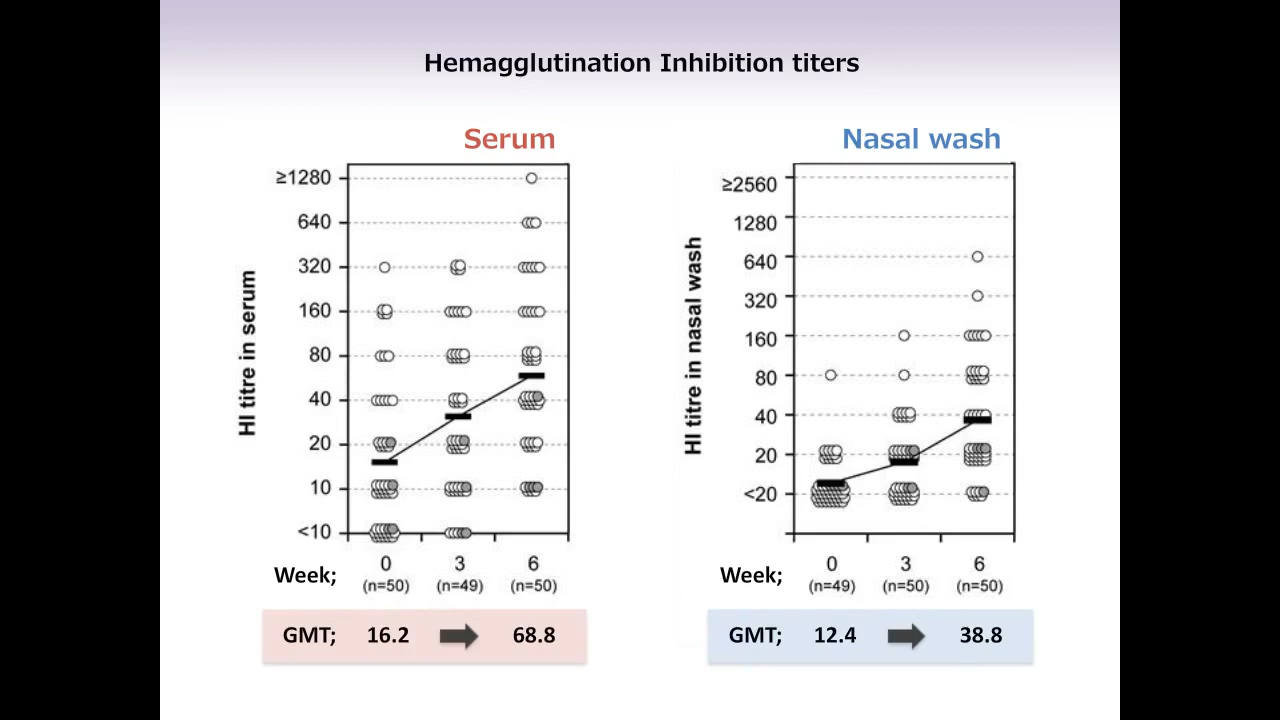 Hemagglutination Inhibition titers
Serum
HI titre in serum
≥1280
640
320
160
80
40
20
10
<10
Week;
0
3
6
(n=50)
(n=49)
(n=50)
GMT; 16.2 68.8
Nasal wash
HI titre in nasal wash
≥2560
1280
640
320
160
80
40
20
<20
Week;
0
3
6
(n=49)
(n=50)
(n=50)
GMT; 12.4 38.8